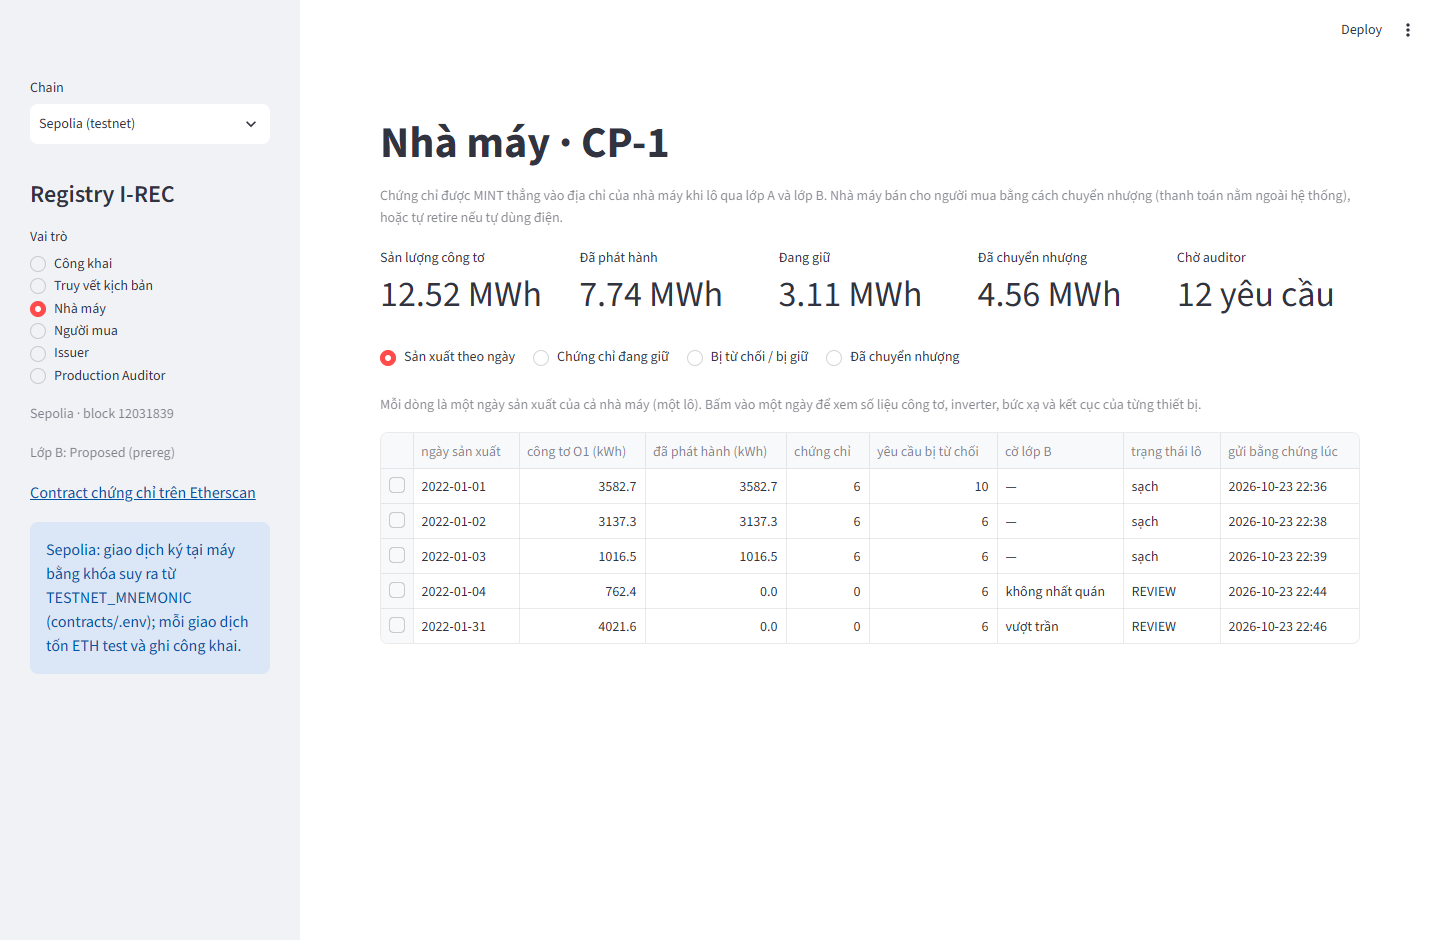 Deploy
Chain
Sepolia (testnet)
Registry I-REC
Vai trò
Công khai
Truy vết kịch bản
Nhà máy
Người mua
Issuer
Production Auditor
Sepolia · block 12031839
Lớp B: Proposed (prereg)
Contract chứng chỉ trên Etherscan
Sepolia: giao dịch ký tại máy
bằng khóa suy ra từ
TESTNET_MNEMONIC
(contracts/.env); mỗi giao dịch
tốn ETH test và ghi công khai.
Nhà máy · CP-1
Chứng chỉ được MINT thẳng vào địa chỉ của nhà máy khi lô qua lớp A và lớp B. Nhà máy bán cho người mua bằng cách chuyển nhượng (thanh toán nằm ngoài hệ thống),
hoặc tự retire nếu tự dùng điện.
Sản lượng công tơ Đã phát hành Đang giữ Đã chuyển nhượng Chờ auditor
12.52 MWh 7.74 MWh 3.11 MWh 4.56 MWh 12 yêu cầu
Sản xuất theo ngày Chứng chỉ đang giữ Bị từ chối / bị giữ Đã chuyển nhượng
Mỗi dòng là một ngày sản xuất của cả nhà máy (một lô). Bấm vào một ngày để xem số liệu công tơ, inverter, bức xạ và kết cục của từng thiết bị.
ngày sản xuất công tơ O1 (kWh) đã phát hành (kWh) chứng chỉ yêu cầu bị từ chối cờ lớp B trạng thái lô gửi bằng chứng lúc
2022-01-01 3582.7 3582.7 6 10 — sạch 2026-10-23 22:36
2022-01-02 3137.3 3137.3 6 6 — sạch 2026-10-23 22:38
2022-01-03 1016.5 1016.5 6 6 — sạch 2026-10-23 22:39
2022-01-04 762.4 0.0 0 6 không nhất quán REVIEW 2026-10-23 22:44
2022-01-31 4021.6 0.0 0 6 vượt trần REVIEW 2026-10-23 22:46